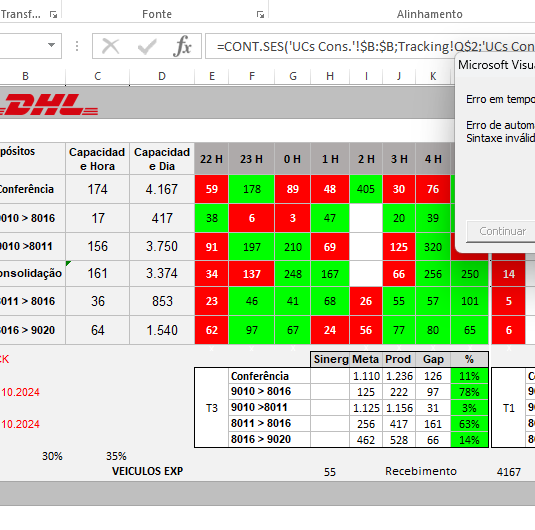 Transf...
Fonte
Alinhamento
fx
=CONT.SES('UCs Cons.'!$B:$B;Tracking!Q$2;'UCs Con
Microsoft Visua
Erro em tempo
Erro de autom
Sintaxe inválid
Continuar
B C D E F G H I J K
DHL
pósitos Capacidad e Hora Capacidad e Dia 22 H 23 H 0 H 1 H 2 H 3 H 4 H
Conferência 174 4.167 59 178 89 48 405 30 76
9010 > 8016 17 417 38 6 3 47 20 39
9010 >8011 156 3.750 91 197 210 69 125 320
onsolidação 161 3.374 34 137 248 167 66 256 250 14
8011 > 8016 36 853 23 46 41 68 26 55 57 101 5
8016 > 9020 64 1.540 62 97 67 24 56 77 80 65 6
CK
10.2024
10.2024
Sinerg Meta Prod Gap %
Conferência 1.110 1.236 126 11%
9010 > 8016 125 222 97 78%
T3 9010 >8011 1.125 1.156 31 3% T1
8011 > 8016 256 417 161 63%
8016 > 9020 462 528 66 14%
30% 35%
VEICULOS EXP 55 Recebimento 4167